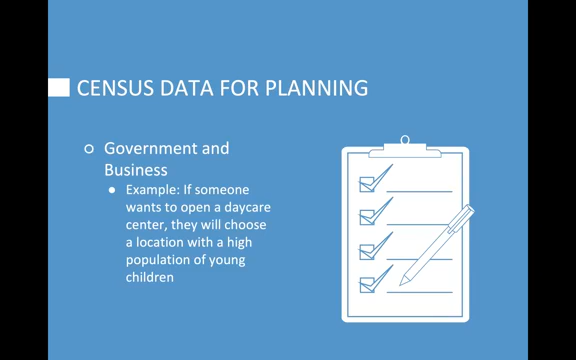 CENSUS DATA FOR PLANNING
Government and
Business
Example: If someone
wants to open a daycare
center, they will choose
a location with a high
population of young
children